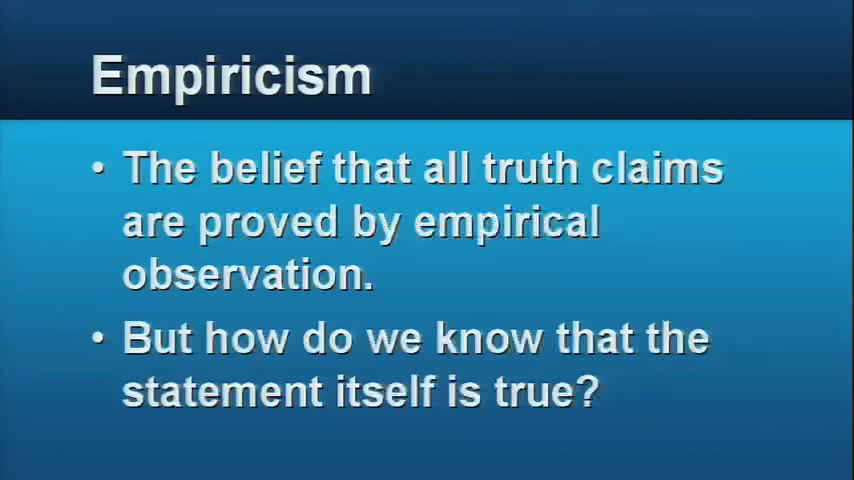 Empiricism
• The belief that all truth claims
are proved by empirical
observation.
• But how do we know that the
statement itself is true?